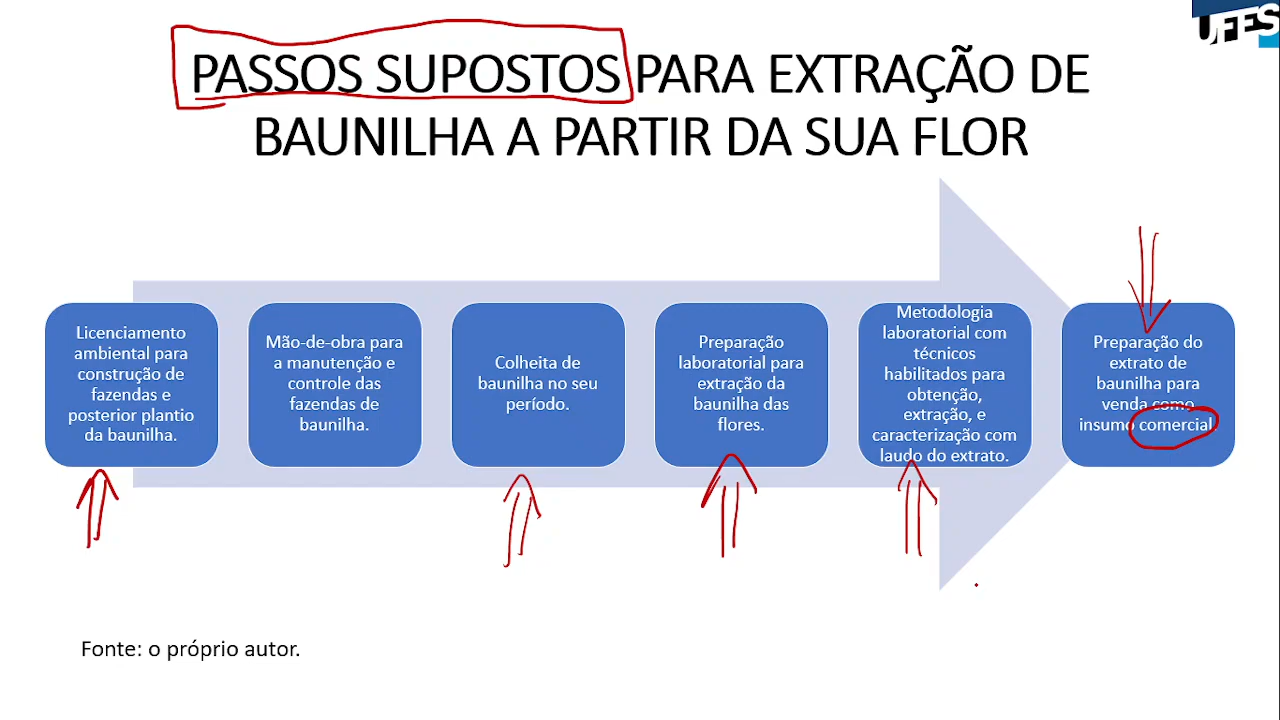 UFES
PASSOS SUPOSTOS PARA EXTRAÇÃO DE
BAUNILHA A PARTIR DA SUA FLOR
Licenciamento
ambiental para
construção de
fazendas e
posterior plantio
da baunilha.
Mão-de-obra para
a manutenção e
controle das
fazendas de
baunilha.
Colheita de
baunilha no seu
período.
Preparação
laboratorial para
extração da
baunilha das
flores.
Metodologia
laboratorial com
técnicos
habilitados para
obtenção,
extração, e
caracterização com
laudo do extrato.
Preparação do
extrato de
baunilha para
venda como
insumo comercial.
Fonte: o próprio autor.